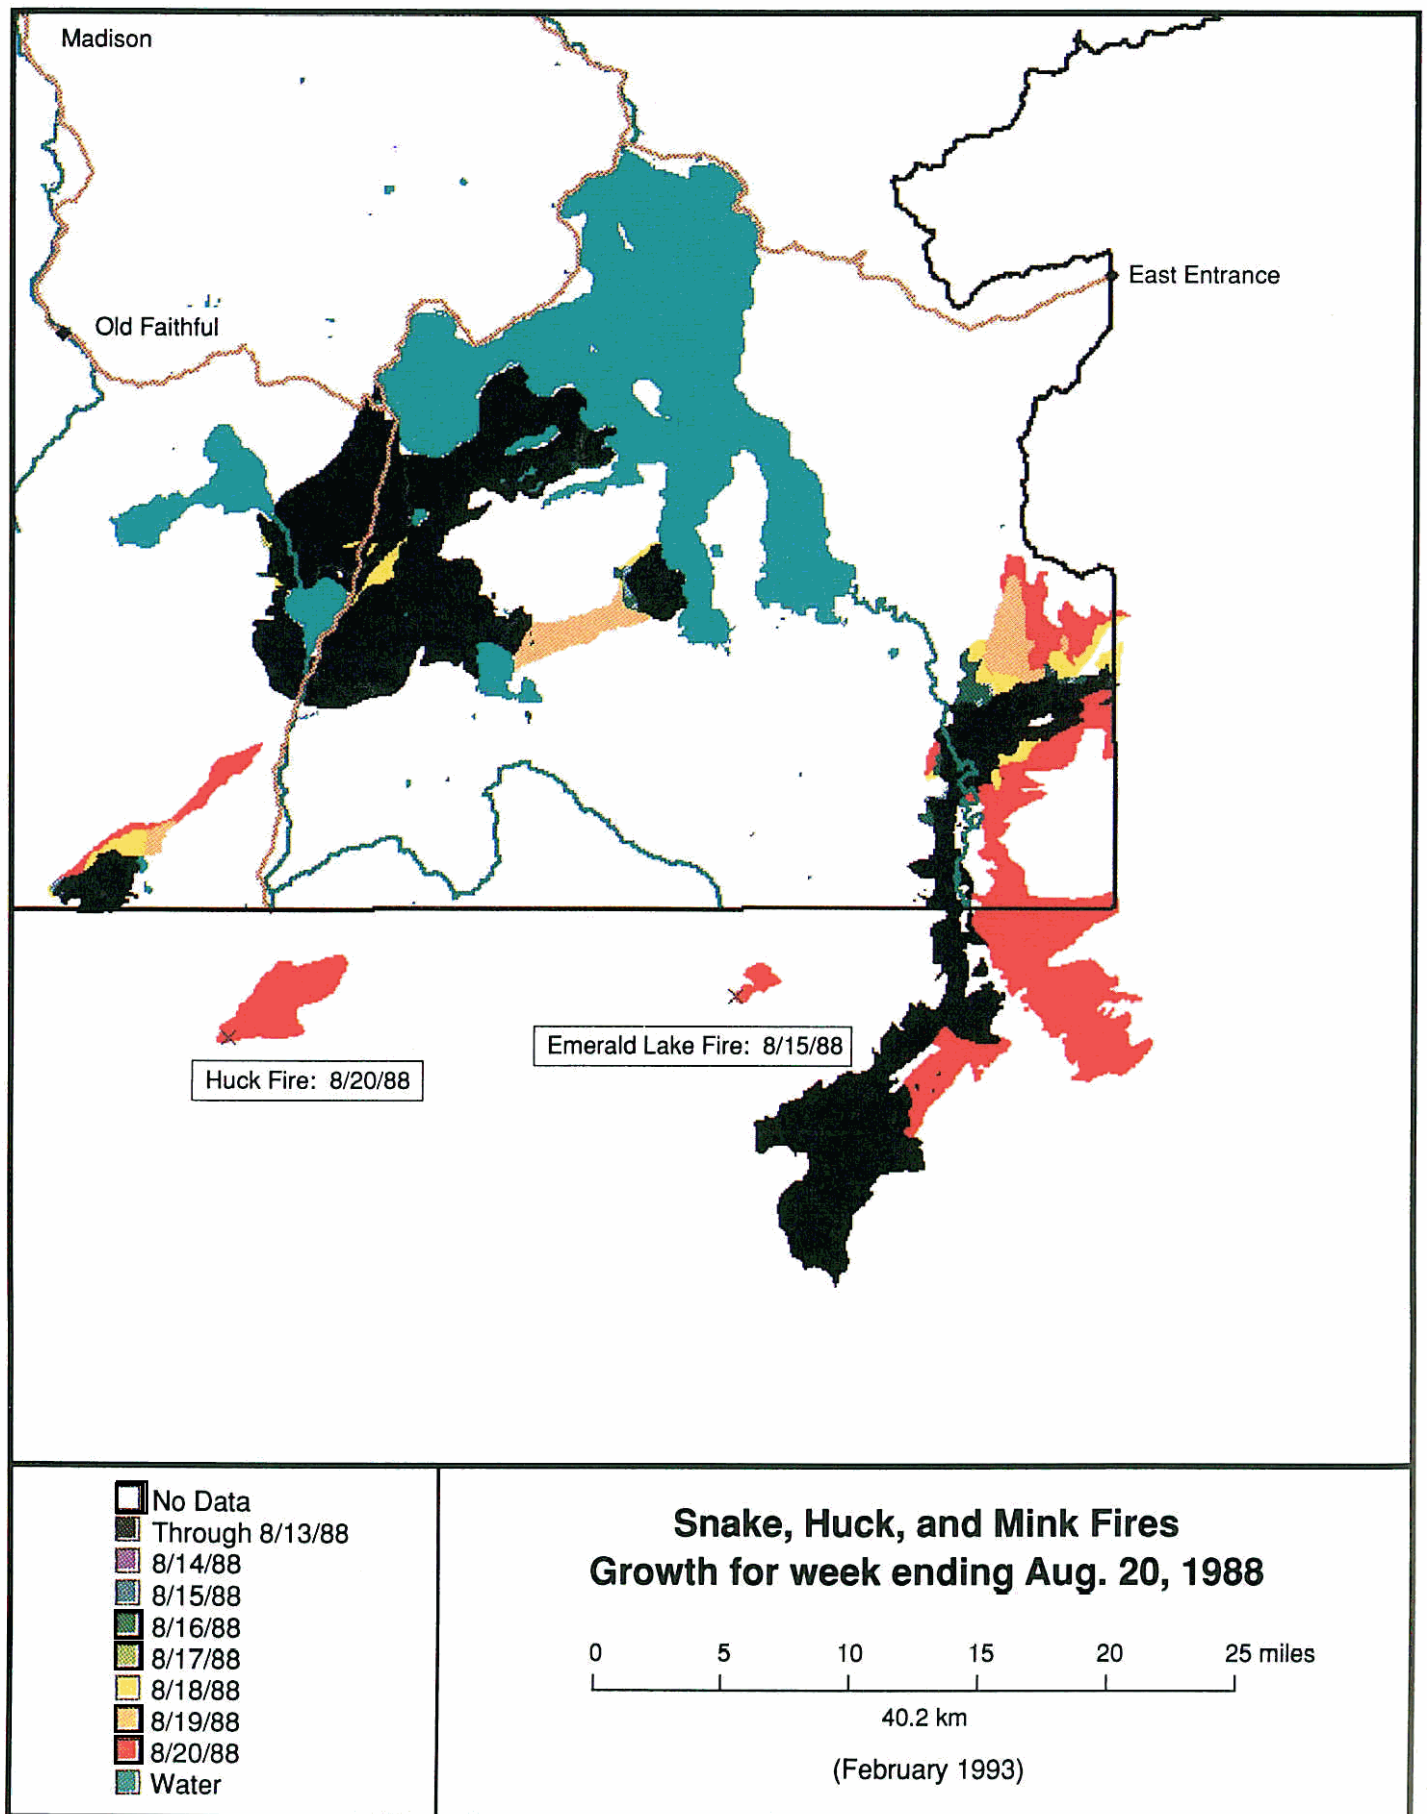 Madison
East Entrance
Old Faithful
Emerald Lake Fire: 8/15/88
Huck Fire: 8/20/88
No Data
Through 8/13/88
8/14/88
8/15/88
8/16/88
8/17/88
8/18/88
8/19/88
8/20/88
Water
Snake, Huck, and Mink Fires
Growth for week ending Aug. 20, 1988
0 5 10 15 20 25 miles
40.2 km
(February 1993)